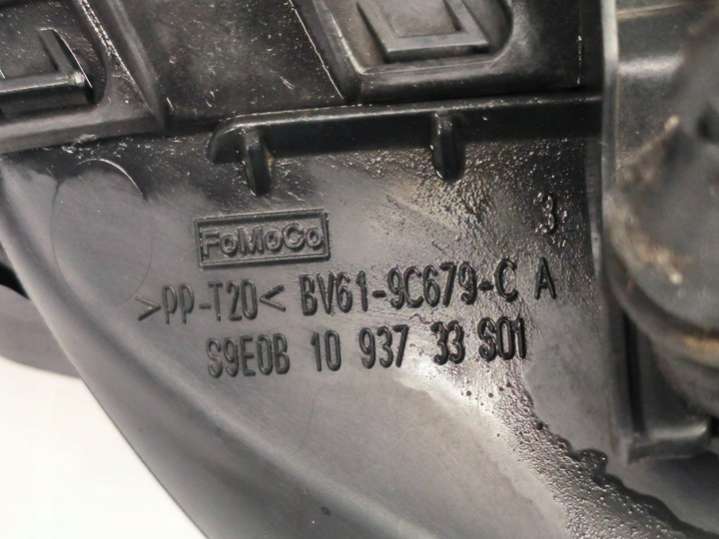 3
FoMoCo
>PP-T20< BV61-9C679-C A
S9E0B 10 937 33 S01